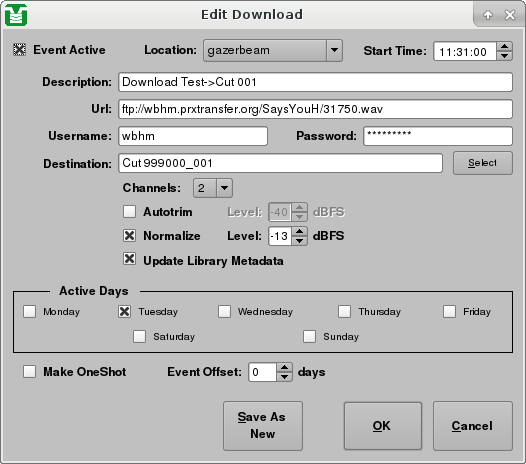 Edit Download
Event Active Location: gazerbeam Start Time: 11:31:00
Description: Download Test->Cut 001
Url: ftp://wbhm.prxtransfer.org/SaysYouH/31750.wav
Username: wbhm Password: *********
Destination: Cut 999000_001 Select
Channels: 2
Autotrim Level: -40 dBFS
Normalize Level: -13 dBFS
Update Library Metadata
Active Days
Monday Tuesday Wednesday Thursday Friday
Saturday Sunday
Make OneShot Event Offset: 0 days
Save As
New
OK Cancel